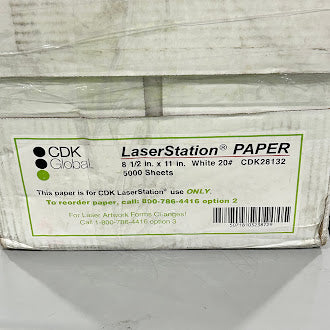 CDK
Global
LaserStation® PAPER
8 1/2 in. x 11 in. White 20# CDK28132
5000 Sheets
This paper is for CDK LaserStation® use ONLY.
To reorder paper, call: 800-786-4416 option 2
For Laser Artwork Forms Changes:
Call 1-800-786-4416 option 3